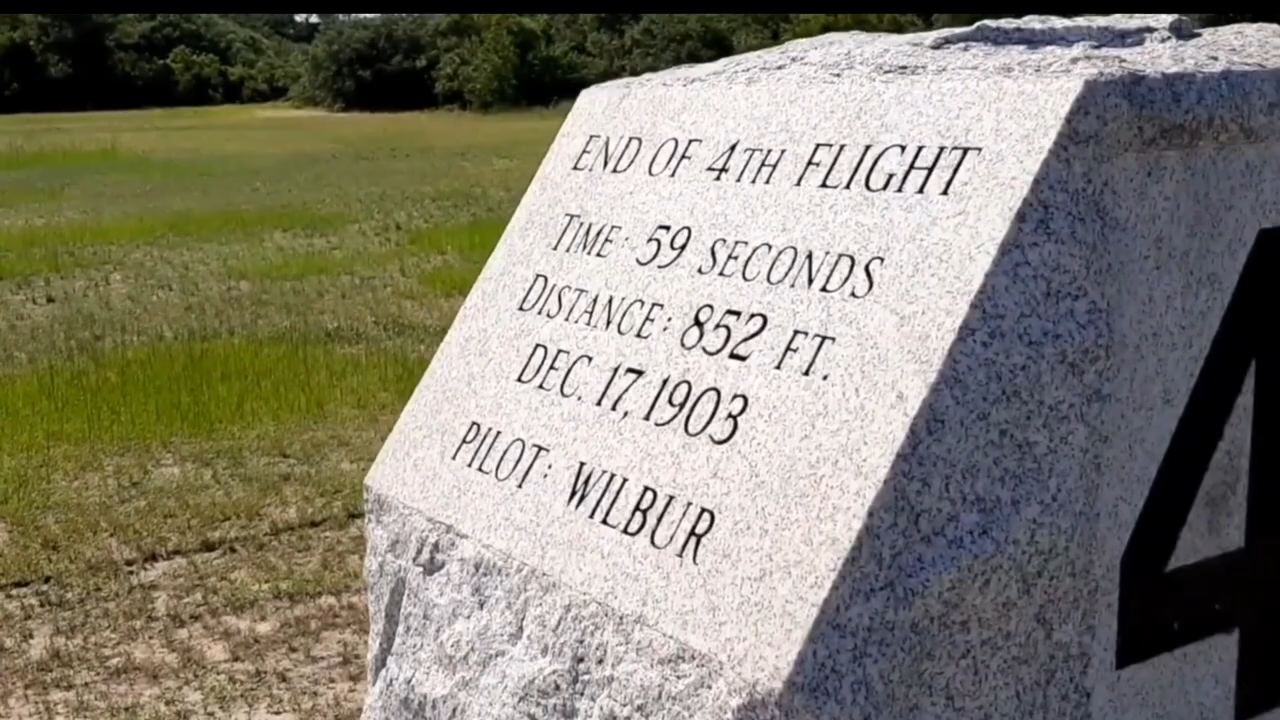 END OF 4TH FLIGHT
TIME: 59 SECONDS
DISTANCE: 852 FT.
DEC. 17, 1903
PILOT: WILBUR
4